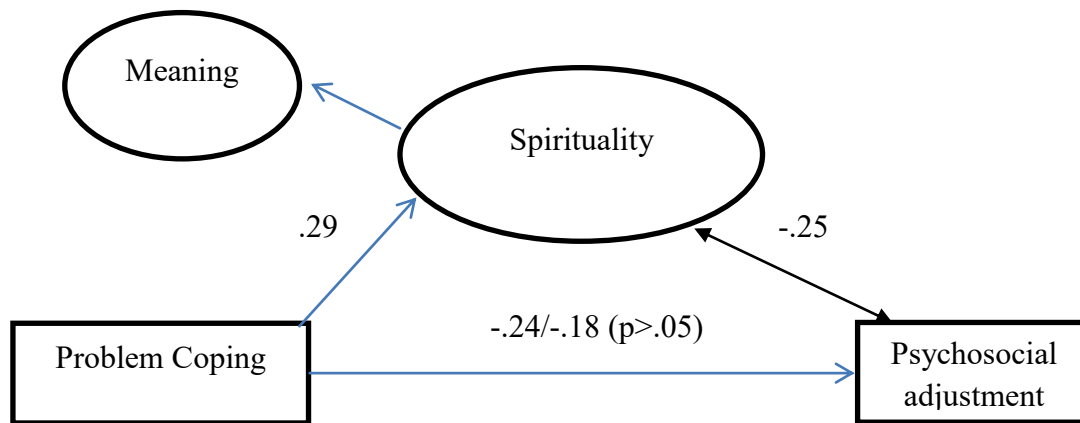 Meaning
Spirituality
.29
-.25
-.24/-.18 (p>.05)
Problem Coping
Psychosocial
adjustment